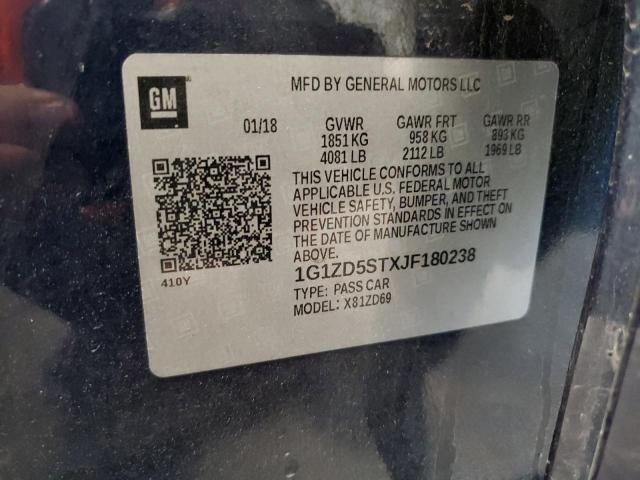 GM
MFD BY GENERAL MOTORS LLC
01/18 GVWR GAWR FRT GAWR RR
1851 KG 958 KG 893 KG
4081 LB 2112 LB 1969 LB
THIS VEHICLE CONFORMS TO ALL
APPLICABLE U.S. FEDERAL MOTOR
VEHICLE SAFETY, BUMPER, AND THEFT
PREVENTION STANDARDS IN EFFECT ON
THE DATE OF MANUFACTURE SHOWN
ABOVE.
1G1ZD5STXJF180238
TYPE: PASS CAR
MODEL: X81ZD69
410Y